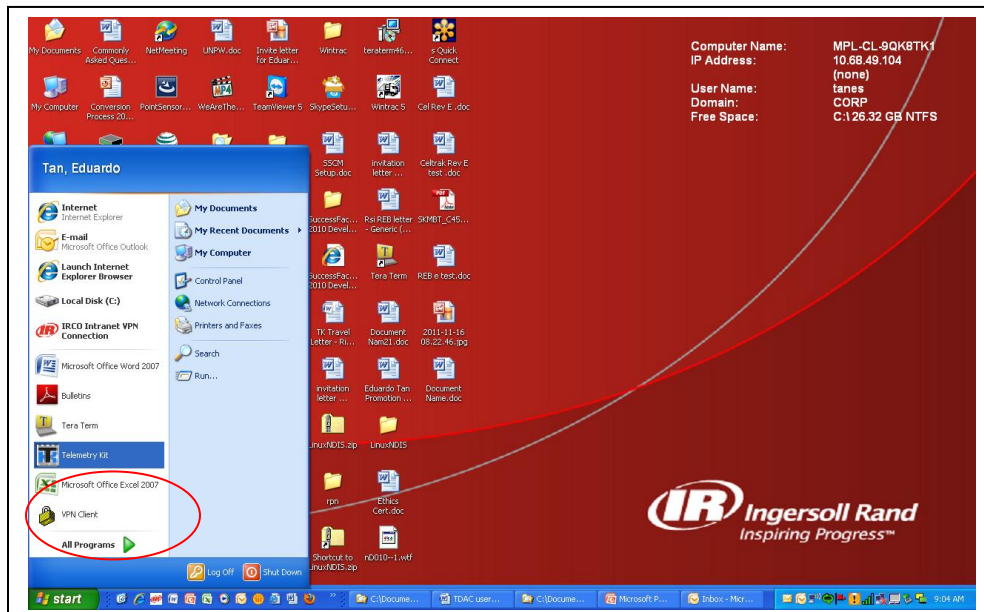 My Documents
Commonly
Asked Ques...
NetMeeting
UNPW.doc
Invite letter
for Eduar...
Wintrac
teraterm46...
s Quick
Connect
Computer Name: MPL-CL-9QK8TK1
IP Address: 10.68.49.104
(none)
User Name: tanes
Domain: CORP
Free Space: C:\ 26.32 GB NTFS
My Computer
Conversion
Process 20...
PointSensor...
WeAreThe...
TeamViewer 5
SkypeSetu...
Wintrac 5
Cel Rev E .doc
SSCM
Setup.doc
invitation
letter ...
Celtrak Rev E
test .doc
Tan, Eduardo
Internet
Internet Explorer
E-mail
Microsoft Office Outlook
Launch Internet
Explorer Browser
Local Disk (C:)
IRCO Intranet VPN
Connection
Microsoft Office Word 2007
Bulletins
Tera Term
Telemetry Kit
Microsoft Office Excel 2007
VPN Client
All Programs
My Documents
My Recent Documents
My Computer
Control Panel
Network Connections
Printers and Faxes
Search
Run...
Log Off
Shut Down
SuccessFac...
2010 Devel...
Rsi REB letter
- Generic (...
SKMBT_C45...
SuccessFac...
2010 Devel...
Tera Term
REB e test.doc
TK Travel
Letter - Ri...
Document
Nam21.doc
2011-11-16
08.22.46.jpg
invitation
letter ...
Eduardo Tan
Promotion ...
Document
Name.doc
LinuxNDIS.zip
LinuxNDIS
rpn
Ethics
Cert.doc
Shortcut to
LinuxNDIS.zip
nD010--1.wtf
IR Ingersoll Rand
Inspiring Progress™
start
C:\Docume...
TDAC user...
C:\Docume...
Microsoft P...
Inbox - Micr...
9:04 AM